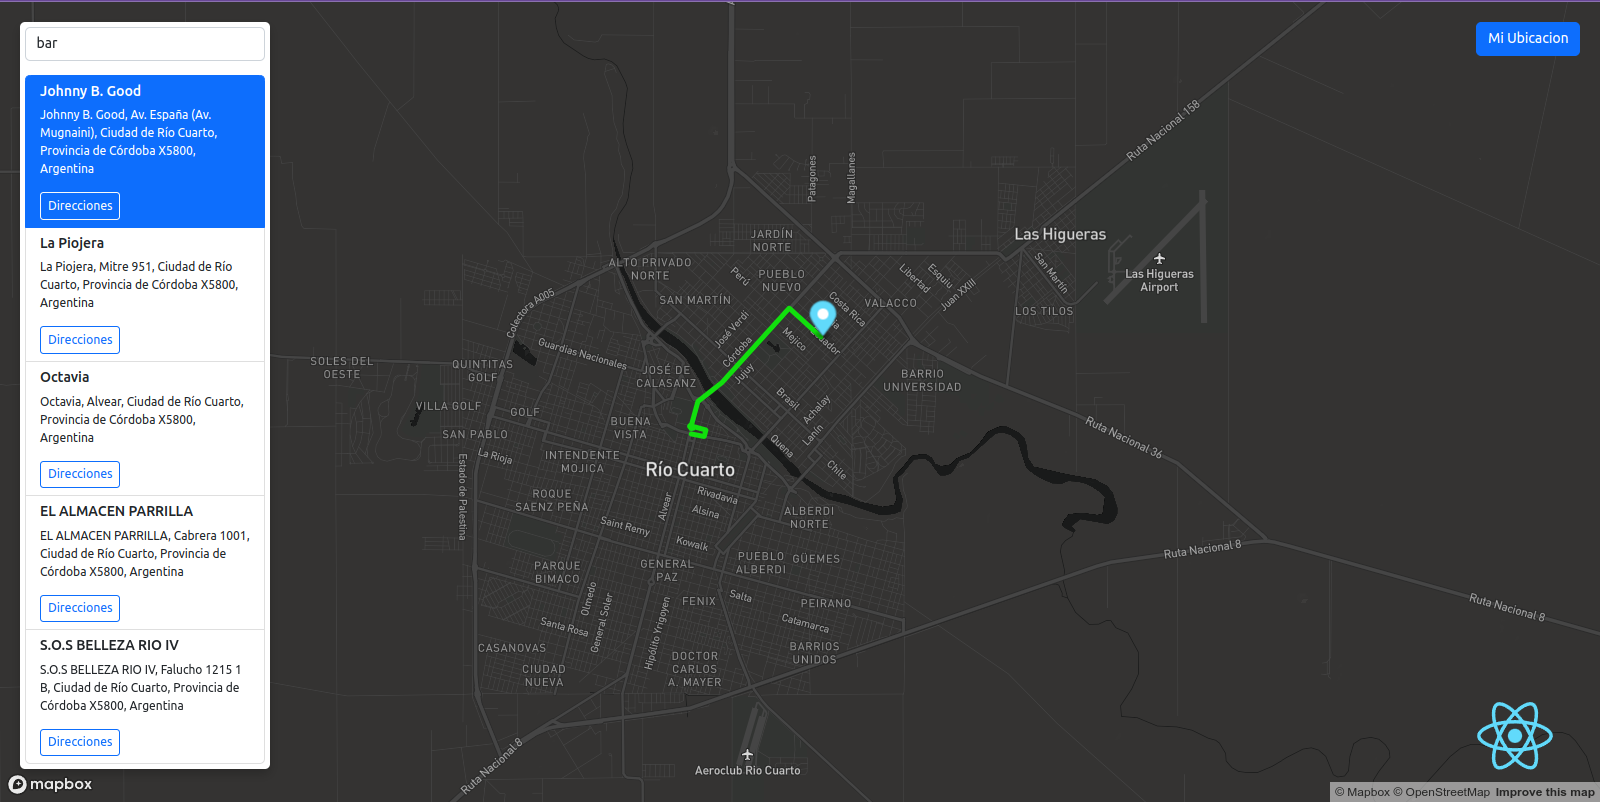 bar
Mi Ubicacion
Johnny B. Good
Johnny B. Good, Av. España (Av.
Mugnaini), Ciudad de Río Cuarto,
Provincia de Córdoba X5800,
Argentina
Direcciones
La Piojera
La Piojera, Mitre 951, Ciudad de Río
Cuarto, Provincia de Córdoba X5800,
Argentina
Direcciones
Octavia
Octavia, Alvear, Ciudad de Río Cuarto,
Provincia de Córdoba X5800,
Argentina
Direcciones
EL ALMACEN PARRILLA
EL ALMACEN PARRILLA, Cabrera 1001,
Ciudad de Río Cuarto, Provincia de
Córdoba X5800, Argentina
Direcciones
S.O.S BELLEZA RIO IV
S.O.S BELLEZA RIO IV, Falucho 1215 1
B, Ciudad de Río Cuarto, Provincia de
Córdoba X5800, Argentina
Direcciones
mapbox
Ruta Nacional 158
Patagones
Magallanes
JARDÍN
NORTE
Las Higueras
ALTO PRIVADO
NORTE
Perú
PUEBLO
NUEVO
Libertad
Esquiu
Juan XXIII
San Martín
Las Higueras
Airport
SAN MARTÍN
Colectora A005
Costa Rica
VALACCO
LOS TILOS
José Verdi
Córdoba
Jujuy
Mejico
Guardias Nacionales
SOLES DEL
OESTE
QUINTITAS
GOLF
JOSÉ DE
CALASANZ
BARRIO
UNIVERSIDAD
Brasil
Achalay
Lanín
VILLA GOLF
GOLF
BUENA
VISTA
SAN PABLO
La Rioja
INTENDENTE
MOJICA
Quena
Chile
Ruta Nacional 36
Río Cuarto
Estado de Palestina
ROQUE
SAENZ PEÑA
Alvear
Rivadavia
Alsina
ALBERDI
NORTE
Saint Remy
Kowalk
Ruta Nacional 8
PARQUE
BIMACO
GENERAL
PAZ
PUEBLO
ALBERDI
GÜEMES
Olmedo
General Soler
Hipólito Yrigoyen
FENIX
Salta
PEIRANO
Ruta Nacional 8
Santa Rosa
Catamarca
CASANOVAS
BARRIOS
UNIDOS
CIUDAD
NUEVA
DOCTOR
CARLOS
A. MAYER
Ruta Nacional 8
Aeroclub Río Cuarto
© Mapbox © OpenStreetMap Improve this map